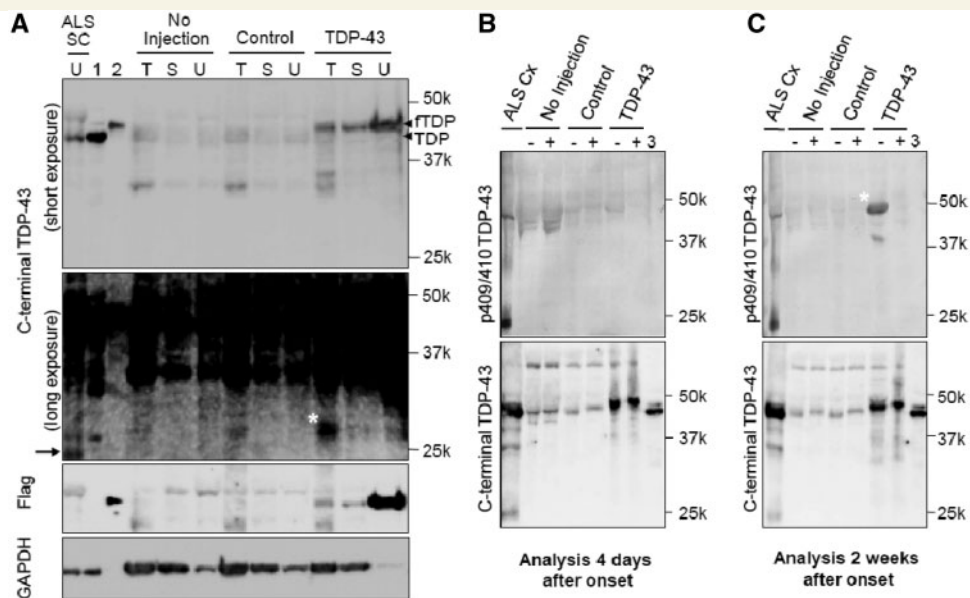 A
ALS SC
No Injection
Control
TDP-43
U 1 2 T S U T S U T S U
C-terminal TDP-43
(short exposure)
50k
fTDP
TDP
37k
25k
(long exposure)
50k
*
37k
25k
Flag
GAPDH
B
ALS Cx
No Injection
Control
TDP-43
- + - + - + 3
p409/410 TDP-43
50k
37k
25k
C-terminal TDP-43
50k
37k
25k
Analysis 4 days
after onset
C
ALS Cx
No Injection
Control
TDP-43
- + - + - + 3
p409/410 TDP-43
*
50k
37k
25k
C-terminal TDP-43
50k
37k
25k
Analysis 2 weeks
after onset